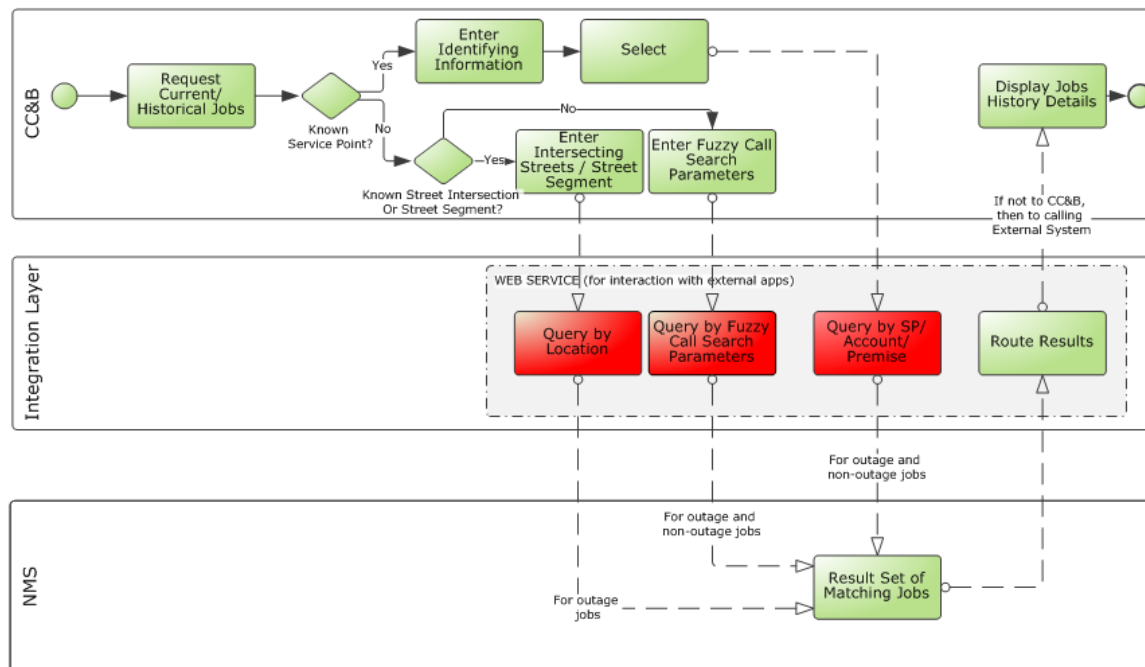 CC&B
Request
Current/
Historical Jobs
Known
Service Point?
Yes
No
Enter
Identifying
Information
Select
Known Street Intersection
Or Street Segment?
No
Yes
Enter
Intersecting
Streets / Street
Segment
Enter Fuzzy Call
Search
Parameters
Display Jobs
History Details
If not to CC&B,
then to calling
External System
Integration Layer
WEB SERVICE (for interaction with external apps)
Query by
Location
Query by Fuzzy
Call Search
Parameters
Query by SP/
Account/
Premise
Route Results
For outage and
non-outage jobs
For outage and
non-outage jobs
For outage
jobs
NMS
Result Set of
Matching Jobs